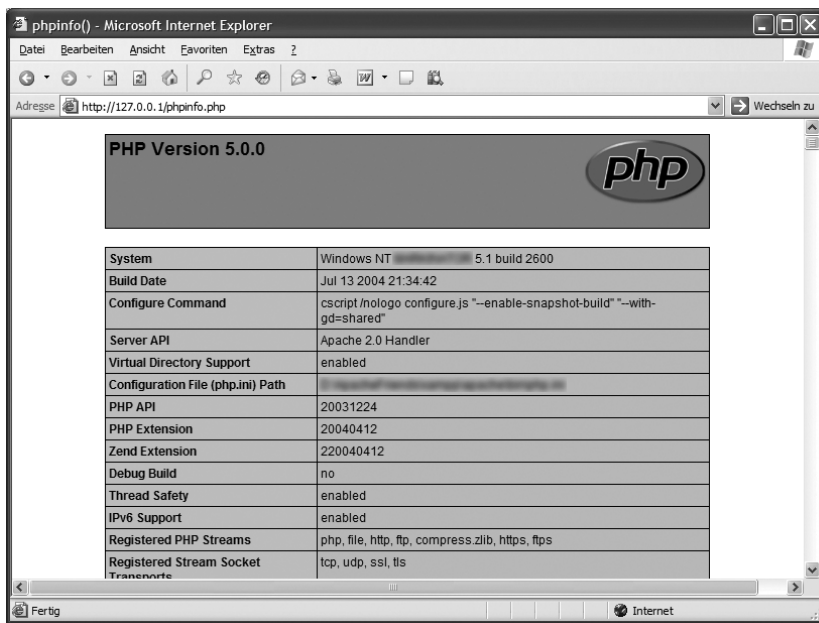 phpinfo() - Microsoft Internet Explorer
Datei Bearbeiten Ansicht Favoriten Extras ?
Adresse http://127.0.0.1/phpinfo.php Wechseln zu
PHP Version 5.0.0
php
System Windows NT 5.1 build 2600
Build Date Jul 13 2004 21:34:42
Configure Command cscript /nologo configure.js "--enable-snapshot-build" "--with-
gd=shared"
Server API Apache 2.0 Handler
Virtual Directory Support enabled
Configuration File (php.ini) Path
PHP API 20031224
PHP Extension 20040412
Zend Extension 220040412
Debug Build no
Thread Safety enabled
IPv6 Support enabled
Registered PHP Streams php, file, http, ftp, compress.zlib, https, ftps
Registered Stream Socket tcp, udp, ssl, tls
Transports
Fertig Internet